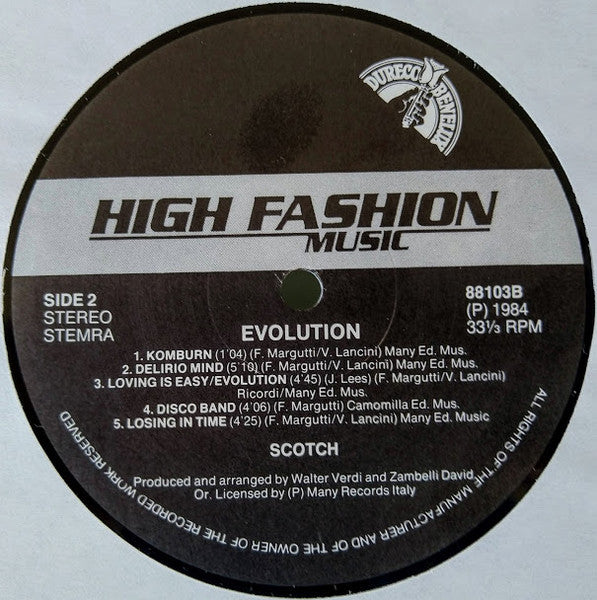 DURECO BENELUX
HIGH FASHION
MUSIC
SIDE 2
STEREO
STEMRA
88103B
(P) 1984
33⅓ RPM
EVOLUTION
1. KOMBURN (1'04) (F. Margutti/V. Lancini) Many Ed. Mus.
2. DELIRIO MIND (5'10) (F. Margutti/V. Lancini) Many Ed. Mus.
3. LOVING IS EASY/EVOLUTION (4'45) (J. Lees) (F. Margutti/V. Lancini)
Ricordi/Many Ed. Mus.
4. DISCO BAND (4'06) (F. Margutti) Camomilla Ed. Mus.
5. LOSING IN TIME (4'25) (F. Margutti/V. Lancini) Many Ed. Music
SCOTCH
Produced and arranged by Walter Verdi and Zambelli David.
Or. Licensed by (P) Many Records Italy
ALL RIGHTS OF THE MANUFACTURER AND OF THE OWNER OF THE RECORDED WORK RESERVED